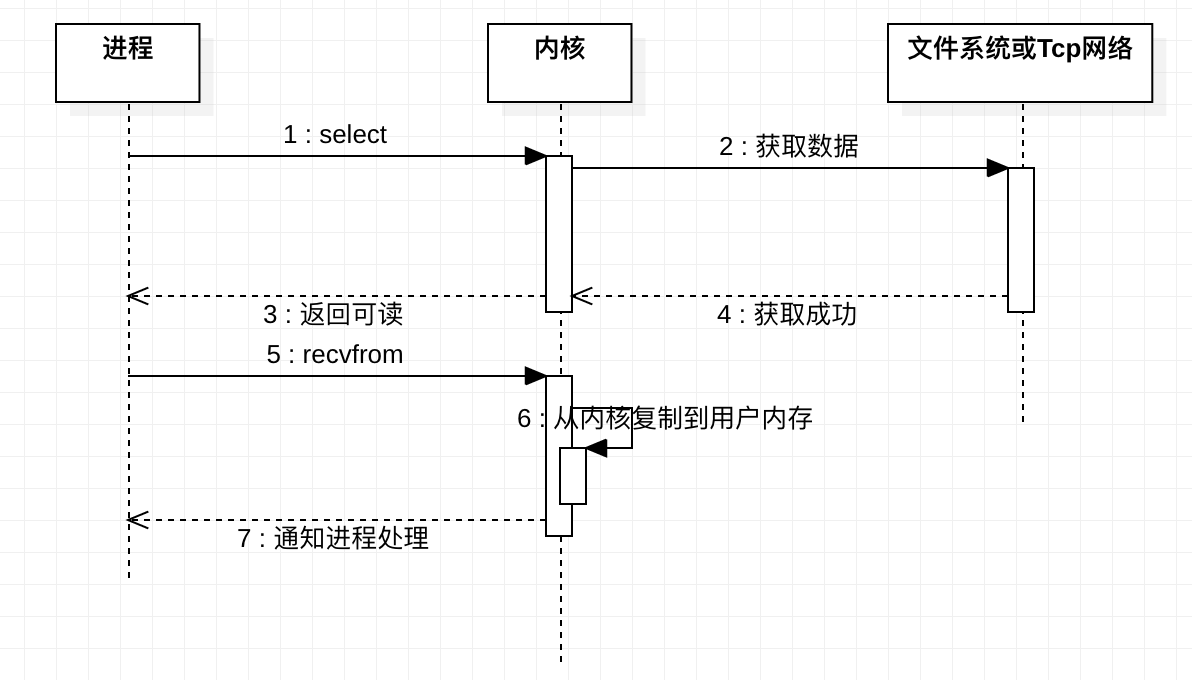 进程
内核
文件系统或Tcp网络
1 : select
2 : 获取数据
3 : 返回可读
4 : 获取成功
5 : recvfrom
6 : 从内核复制到用户内存
7 : 通知进程处理